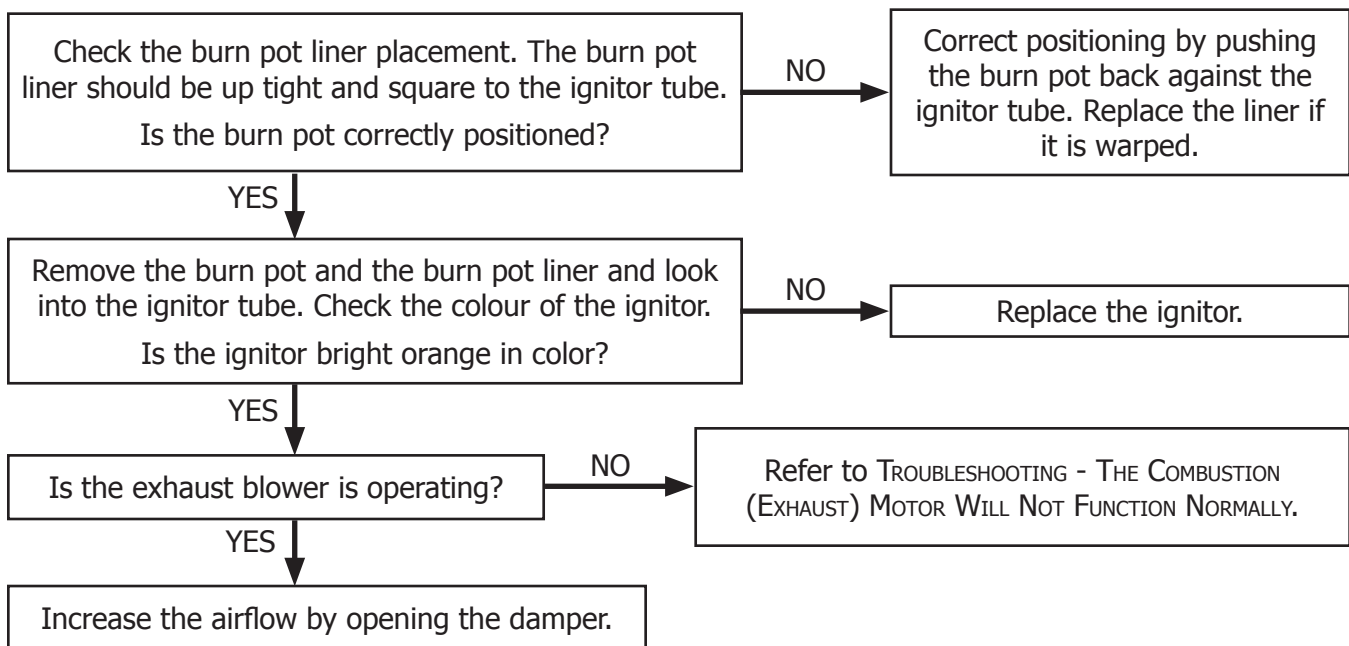 Check the burn pot liner placement. The burn pot
liner should be up tight and square to the ignitor tube.
Is the burn pot correctly positioned?
NO
Correct positioning by pushing
the burn pot back against the
ignitor tube. Replace the liner if
it is warped.
YES
Remove the burn pot and the burn pot liner and look
into the ignitor tube. Check the colour of the ignitor.
Is the ignitor bright orange in color?
NO
Replace the ignitor.
YES
Is the exhaust blower is operating?
NO
Refer to Troubleshooting - The Combustion
(Exhaust) Motor Will Not Function Normally.
YES
Increase the airflow by opening the damper.